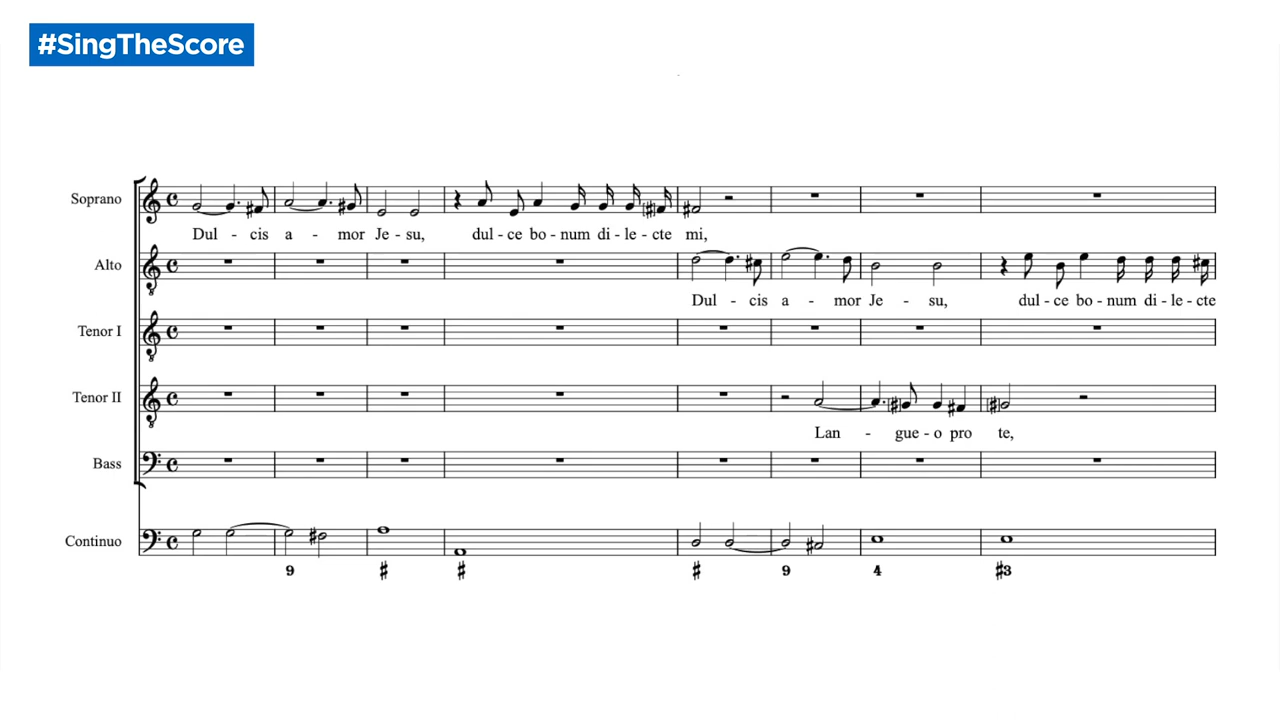 #SingTheScore
Soprano
Dul - cis a - mor Je - su, dul - ce bo - num di - le - cte mi,
Alto
Dul - cis a - mor Je - su, dul - ce bo - num di - le - cte
Tenor I
Tenor II
Lan - gue - o pro te,
Bass
Continuo
9 ♯ ♯ ♯ 9 4 ♯3